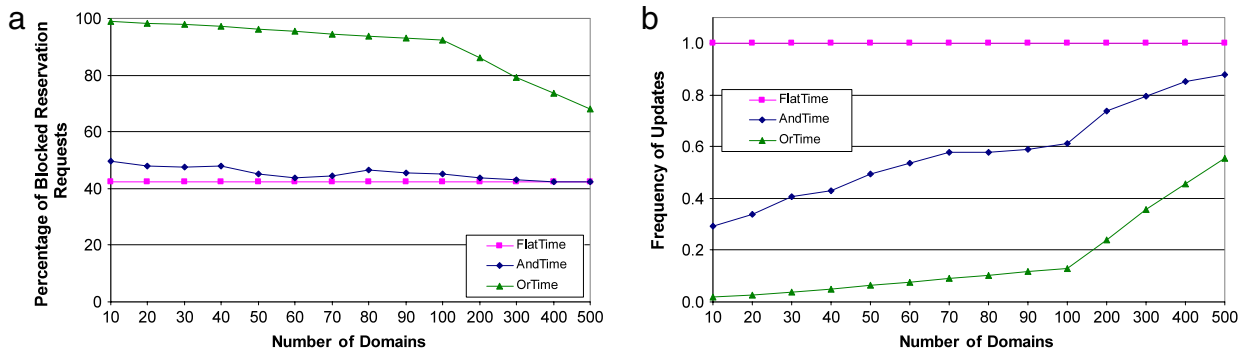 a
Percentage of Blocked Reservation
Requests
100
80
60
40
20
0
FlatTime
AndTime
OrTime
10 20 30 40 50 60 70 80 90 100 200 300 400 500
Number of Domains
b
Frequency of Updates
1.0
0.8
0.6
0.4
0.2
0.0
FlatTime
AndTime
OrTime
10 20 30 40 50 60 70 80 90 100 200 300 400 500
Number of Domains